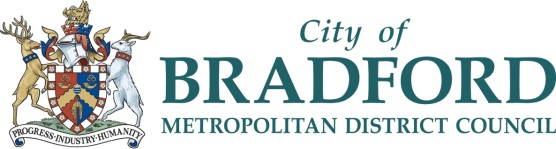 City of
BRADFORD
METROPOLITAN DISTRICT COUNCIL
PROGRESS·INDUSTRY·HUMANITY